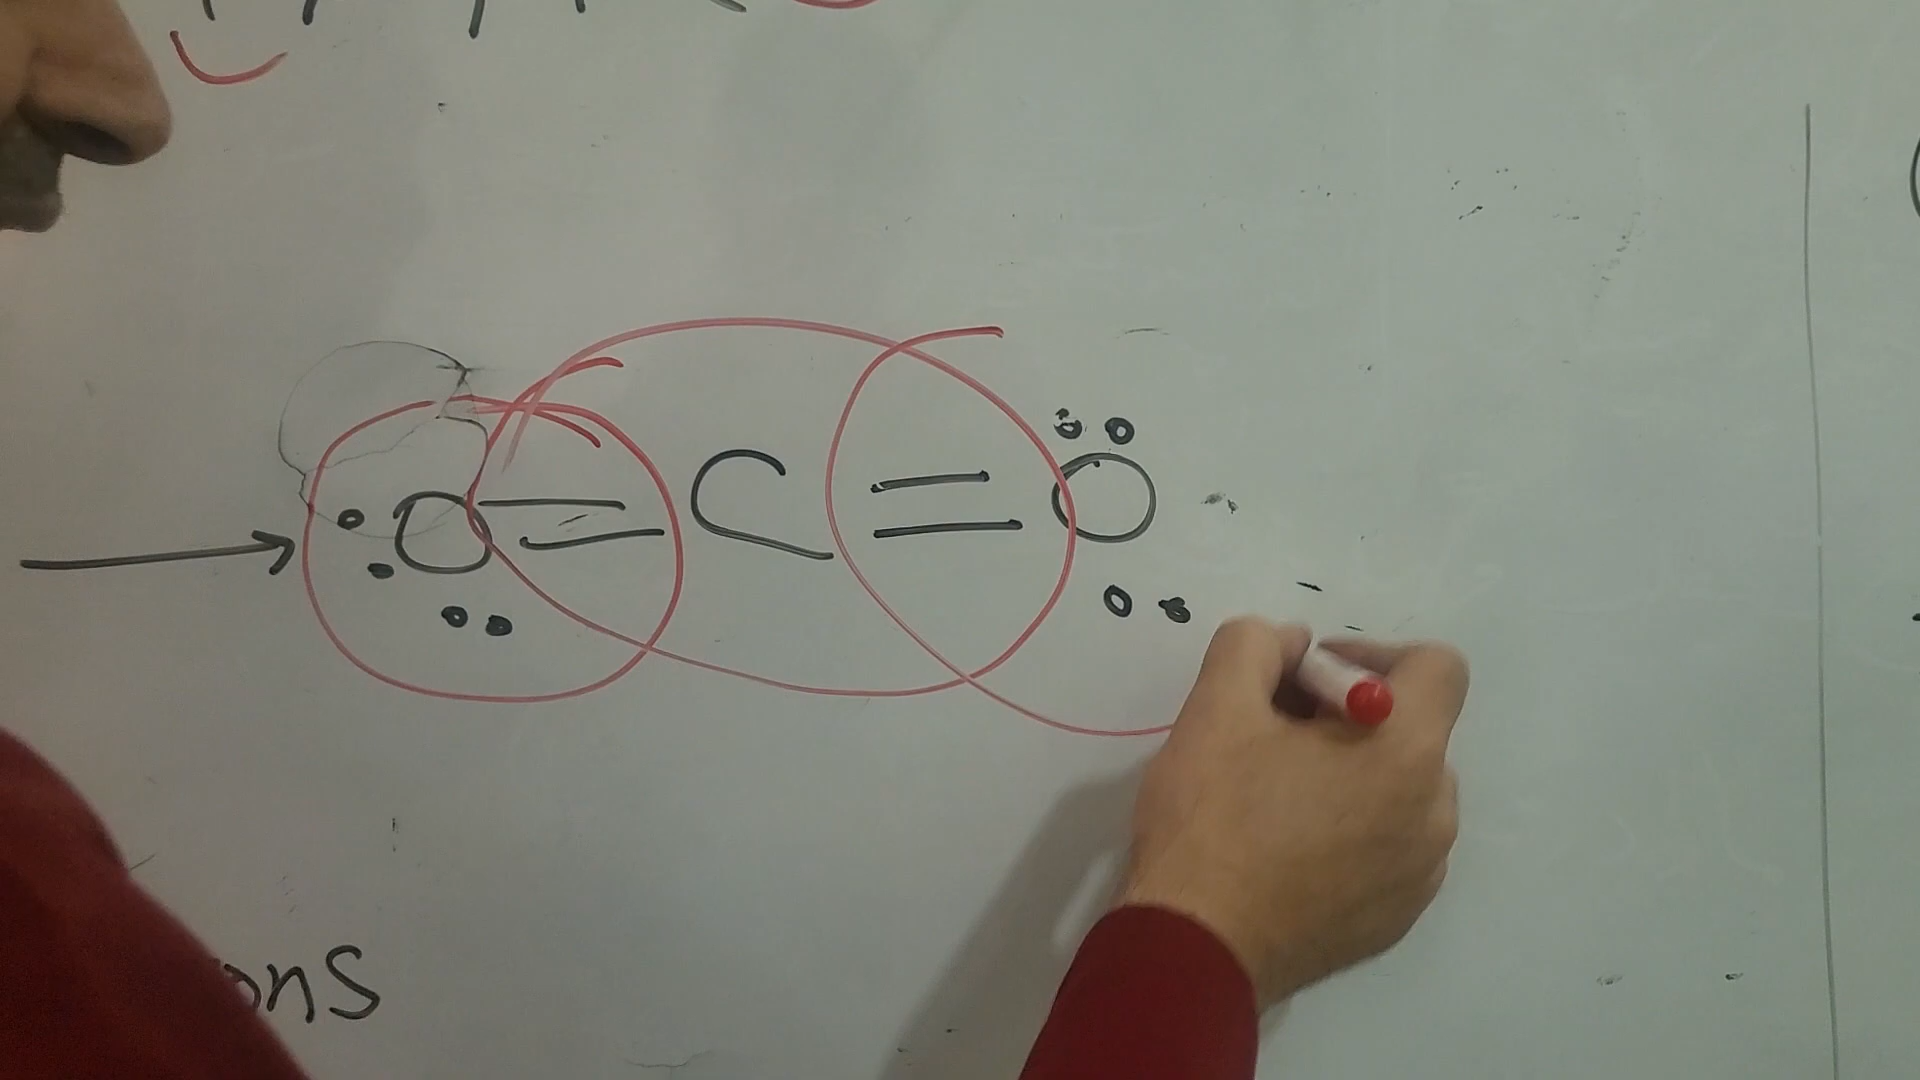 O = C = O
ons